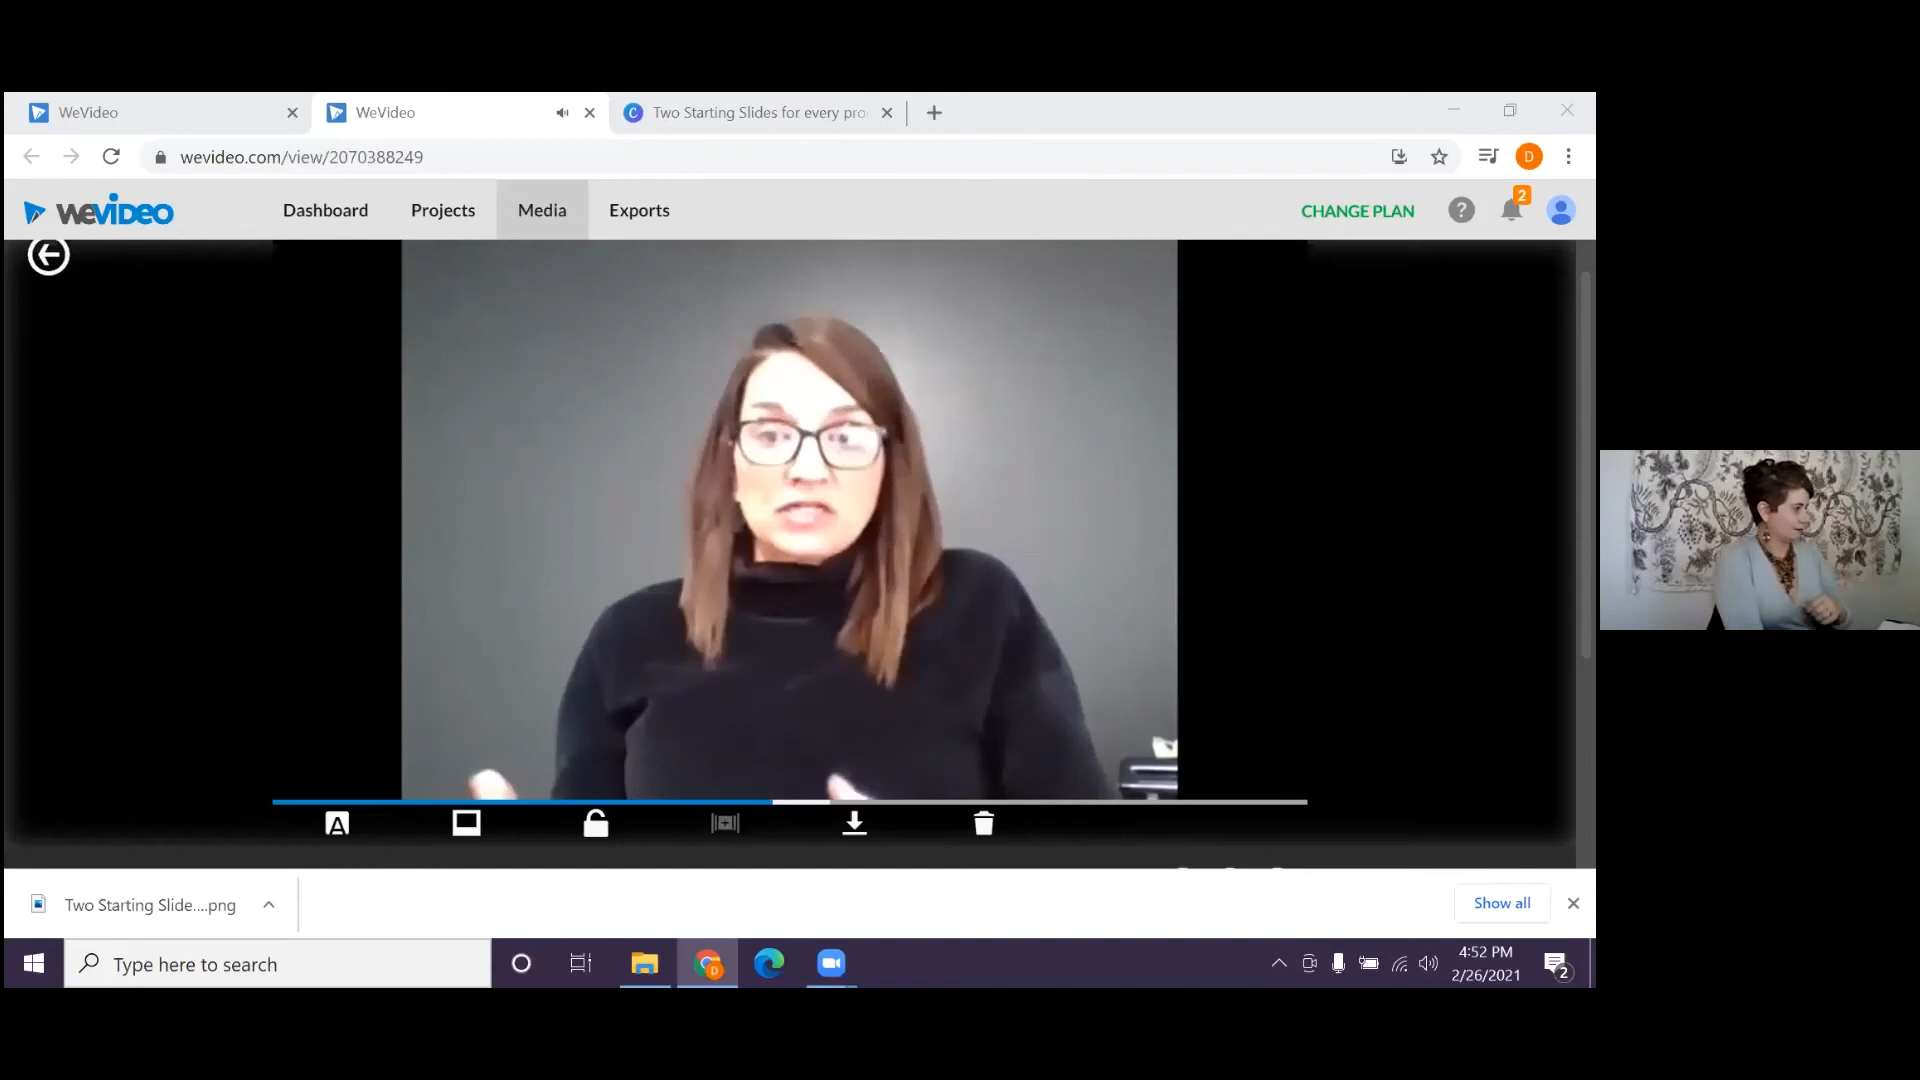 WeVideo
WeVideo
Two Starting Slides for every pro
wevideo.com/view/2070388249
D
WEVIDEO
Dashboard
Projects
Media
Exports
CHANGE PLAN
?
2
A
Two Starting Slide....png
Show all
Type here to search
D
4:52 PM
2/26/2021
2